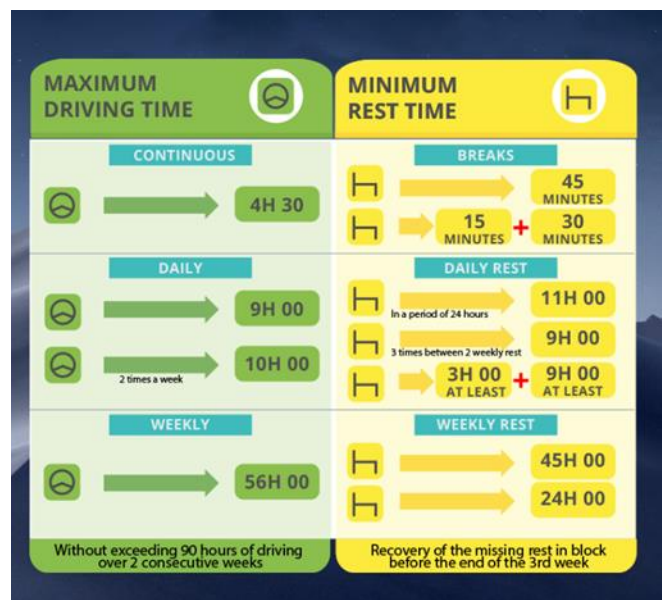 MAXIMUM
DRIVING TIME
CONTINUOUS
4H 30
DAILY
9H 00
10H 00
2 times a week
WEEKLY
56H 00
Without exceeding 90 hours of driving
over 2 consecutive weeks
MINIMUM
REST TIME
BREAKS
45
MINUTES
15
MINUTES
+
30
MINUTES
DAILY REST
11H 00
In a period of 24 hours
9H 00
3 times between 2 weekly rest
3H 00
AT LEAST
+
9H 00
AT LEAST
WEEKLY REST
45H 00
24H 00
Recovery of the missing rest in block
before the end of the 3rd week